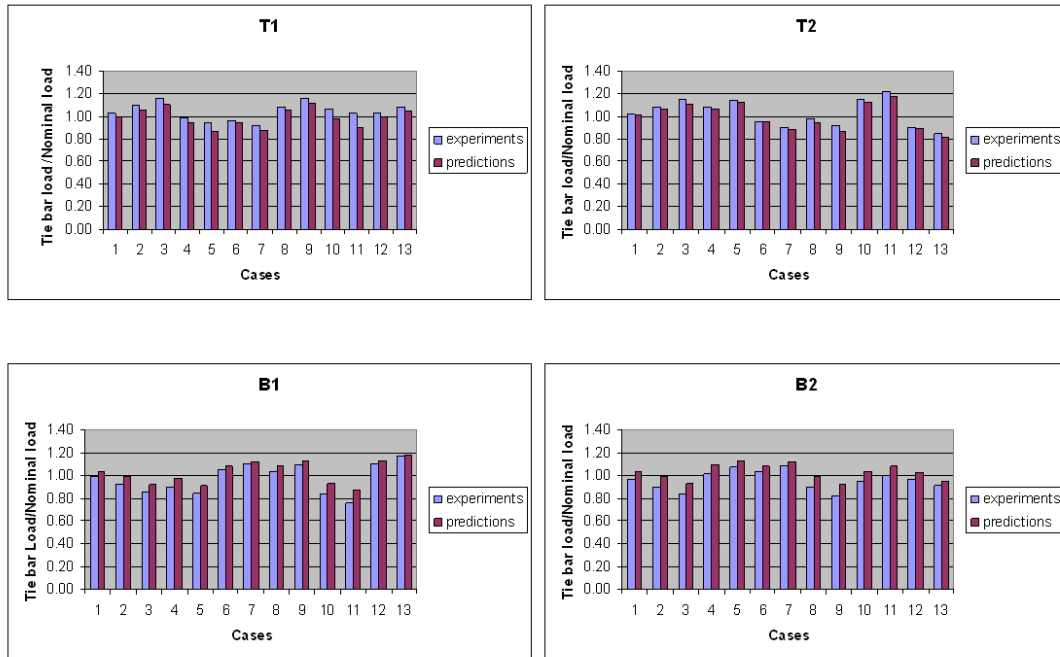 T1
1.40
1.20
1.00
0.80
0.60
0.40
0.20
0.00
Tie bar load /Nominal load
1 2 3 4 5 6 7 8 9 10 11 12 13
Cases
experiments
predictions
T2
1.40
1.20
1.00
0.80
0.60
0.40
0.20
0.00
Tie bar load/Nominal load
1 2 3 4 5 6 7 8 9 10 11 12 13
Cases
experiments
predictions
B1
1.40
1.20
1.00
0.80
0.60
0.40
0.20
0.00
Tie bar Load/Nominal load
1 2 3 4 5 6 7 8 9 10 11 12 13
Cases
experiments
predictions
B2
1.40
1.20
1.00
0.80
0.60
0.40
0.20
0.00
Tie bar load/Nominal load
1 2 3 4 5 6 7 8 9 10 11 12 13
Cases
experiments
predictions